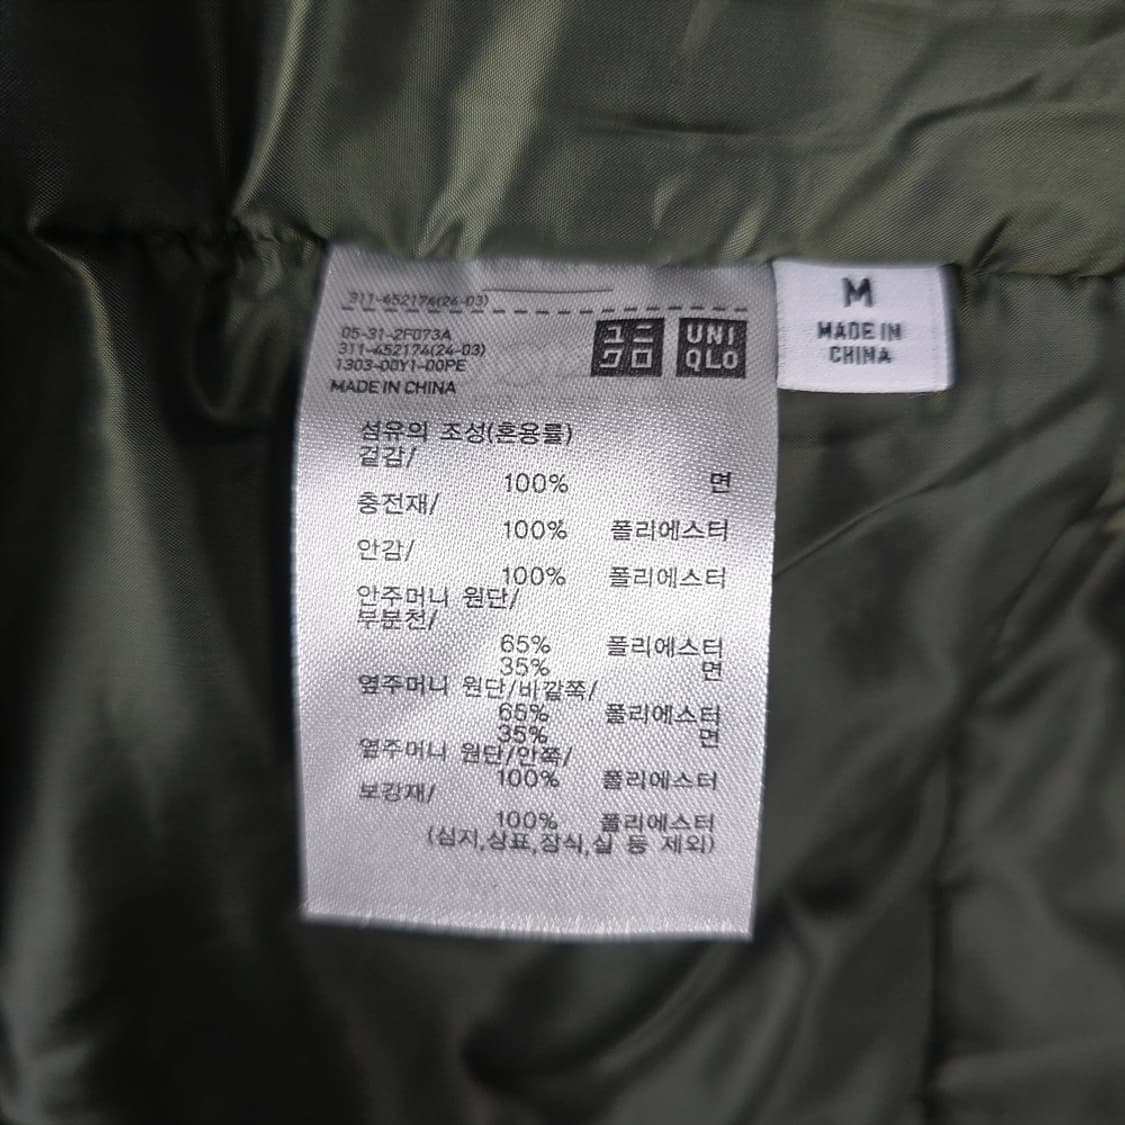 311-452174(24-03)
05-31-2F073A
311-452174(24-03)
1303-00Y1-00PE
MADE IN CHINA
ユニ
クロ
UNI
QLO
M
MADE IN
CHINA
섬유의 조성(혼용률)
겉감/
100% 면
충전재/
100% 폴리에스터
안감/
100% 폴리에스터
안주머니 원단/
부분천/
65% 폴리에스터
35% 면
옆주머니 원단/바깥쪽/
65% 폴리에스터
35% 면
옆주머니 원단/안쪽/
100% 폴리에스터
보강재/
100% 폴리에스터
(심지,상표,장식,실 등 제외)